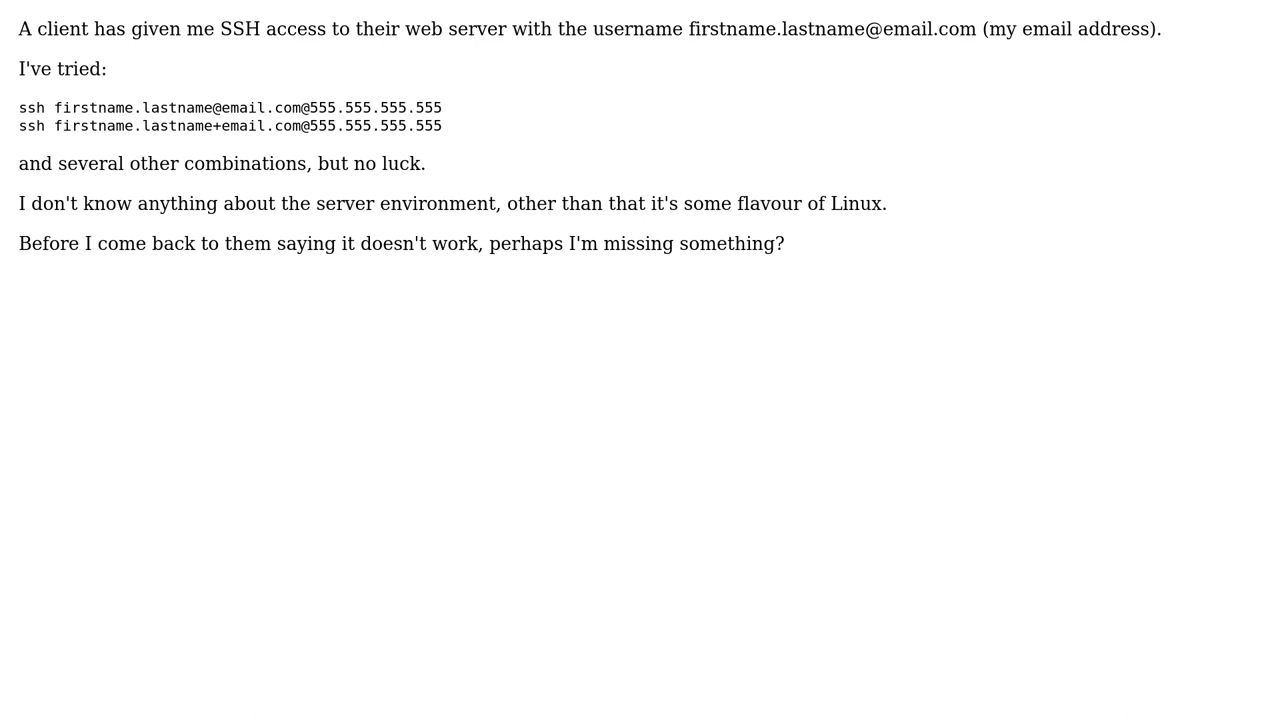 A client has given me SSH access to their web server with the username firstname.lastname@email.com (my email address).
I've tried:
ssh firstname.lastname@email.com@555.555.555.555
ssh firstname.lastname+email.com@555.555.555.555
and several other combinations, but no luck.
I don't know anything about the server environment, other than that it's some flavour of Linux.
Before I come back to them saying it doesn't work, perhaps I'm missing something?